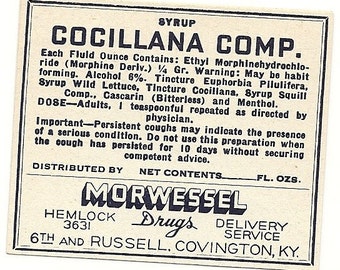 SYRUP
COCILLANA COMP.
Each Fluid Ounce Contains: Ethyl Morphinehydrochlo-
ride (Morphine Deriv.) ¼ Gr. Warning: May be habit
forming. Alcohol 6%. Tincture Euphorbia Pilulifera,
Syrup Wild Lettuce, Tincture Cocillana, Syrup Squill
Comp., Cascarin (Bitterless) and Menthol.
DOSE—Adults, 1 teaspoonful repeated as directed by
physician.
Important—Persistent coughs may indicate the presence
of a serious condition. Do not use this preparation when
the cough has persisted for 10 days without securing
competent advice.
DISTRIBUTED BY NET CONTENTS____FL. OZS.
MORWESSEL
Drugs
HEMLOCK
3631
DELIVERY
SERVICE
6TH AND RUSSELL, COVINGTON, KY.